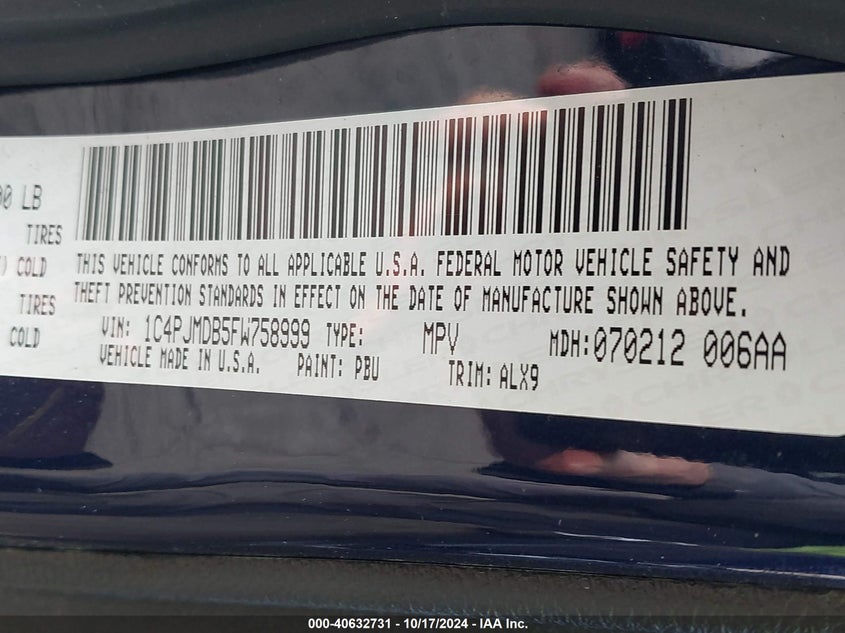 00 LB
TIRES
) COLD
TIRES
COLD
THIS VEHICLE CONFORMS TO ALL APPLICABLE U.S.A. FEDERAL MOTOR VEHICLE SAFETY AND
THEFT PREVENTION STANDARDS IN EFFECT ON THE DATE OF MANUFACTURE SHOWN ABOVE.
VIN: 1C4PJMDB5FW758999 TYPE: MPV MDH:070212 006AA
VEHICLE MADE IN U.S.A. PAINT: PBU TRIM: ALX9
000-40632731 - 10/17/2024 - IAA Inc.